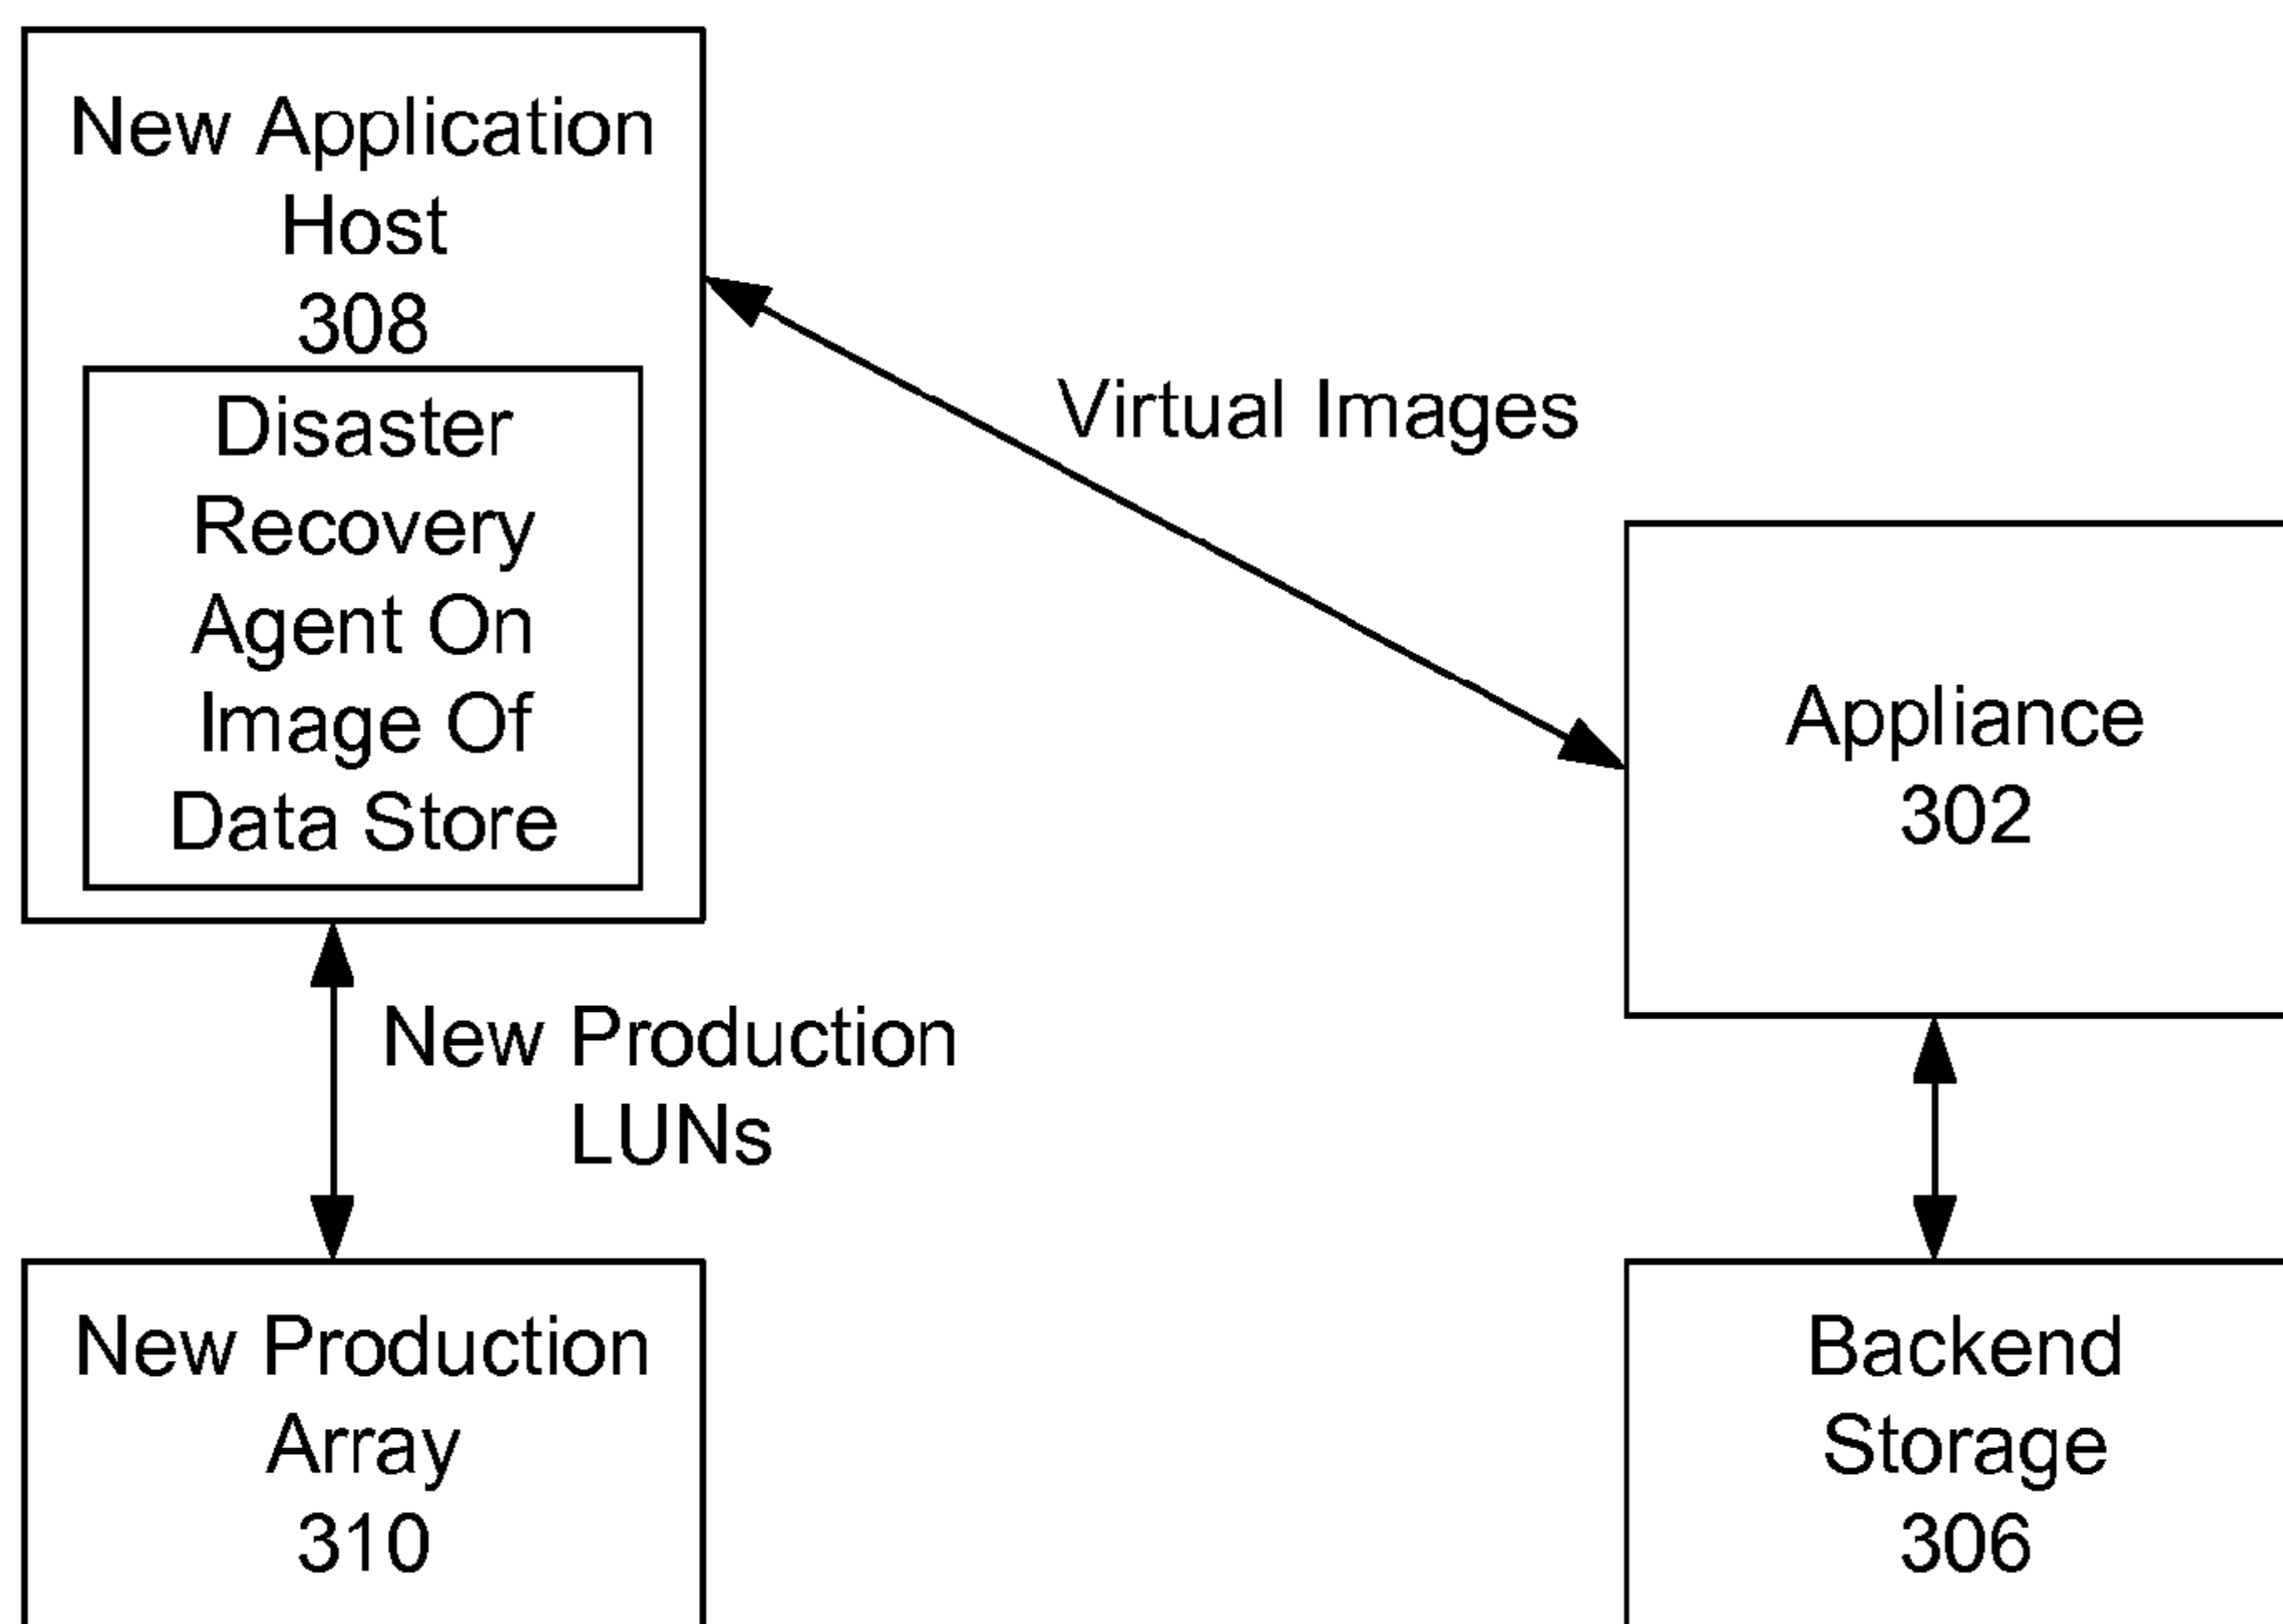 New Application
Host
308
Disaster
Recovery
Agent On
Image Of
Data Store
Virtual Images
Appliance
302
New Production
LUNs
New Production
Array
310
Backend
Storage
306